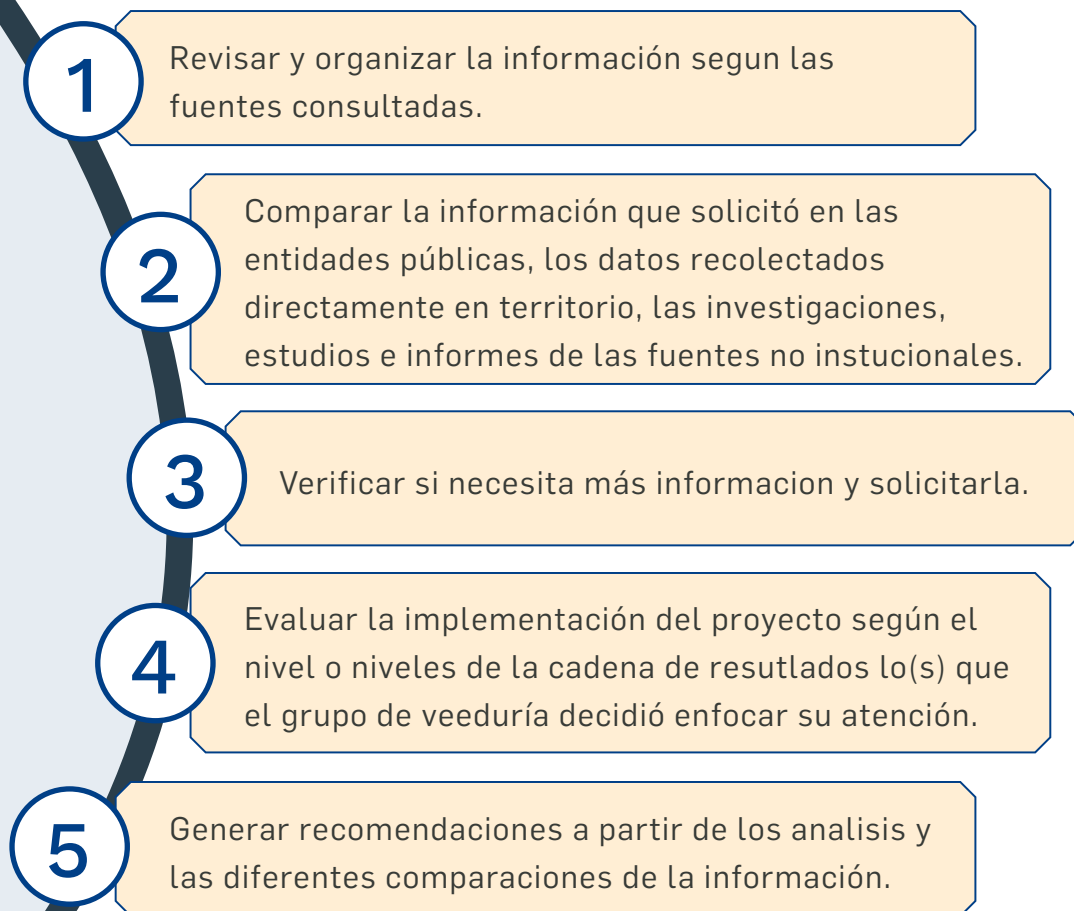 1
Revisar y organizar la información segun las
fuentes consultadas.
2
Comparar la información que solicitó en las
entidades públicas, los datos recolectados
directamente en territorio, las investigaciones,
estudios e informes de las fuentes no instucionales.
3
Verificar si necesita más informacion y solicitarla.
4
Evaluar la implementación del proyecto según el
nivel o niveles de la cadena de resutlados lo(s) que
el grupo de veeduría decidió enfocar su atención.
5
Generar recomendaciones a partir de los analisis y
las diferentes comparaciones de la información.